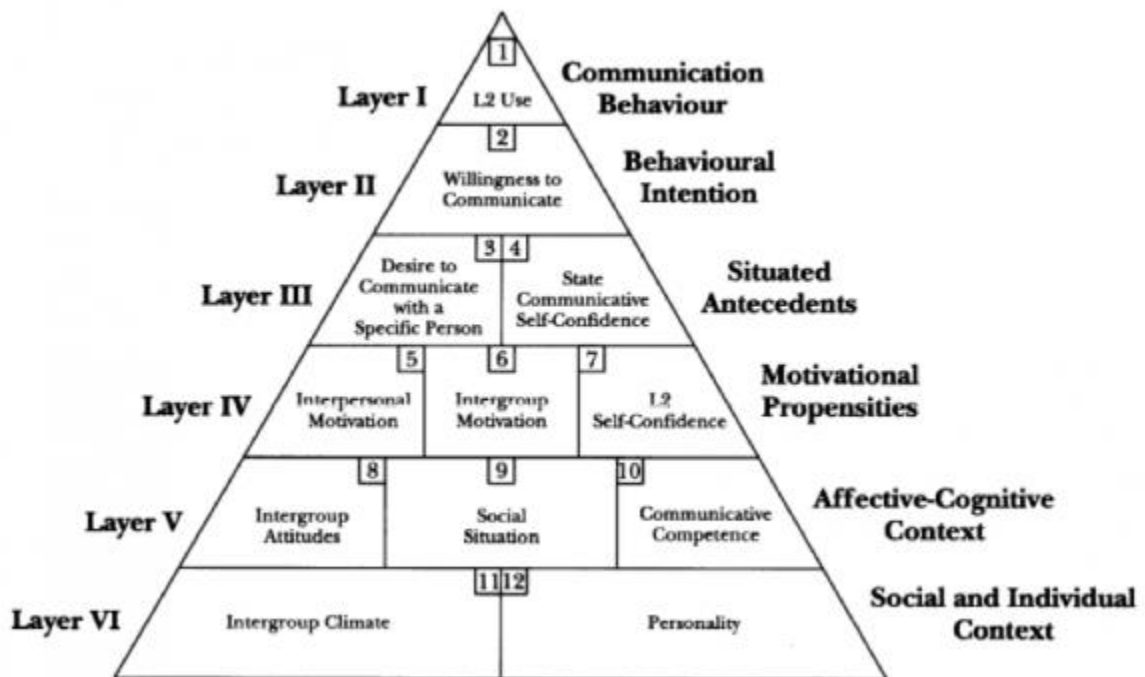 1
Layer I
L2 Use
Communication
Behaviour
2
Layer II
Willingness to
Communicate
Behavioural
Intention
3 4
Layer III
Desire to
Communicate
with a
Specific Person
State
Communicative
Self-Confidence
Situated
Antecedents
5 6 7
Layer IV
Interpersonal
Motivation
Intergroup
Motivation
L2
Self-Confidence
Motivational
Propensities
8 9 10
Layer V
Intergroup
Attitudes
Social
Situation
Communicative
Competence
Affective-Cognitive
Context
11 12
Layer VI
Intergroup Climate
Personality
Social and Individual
Context